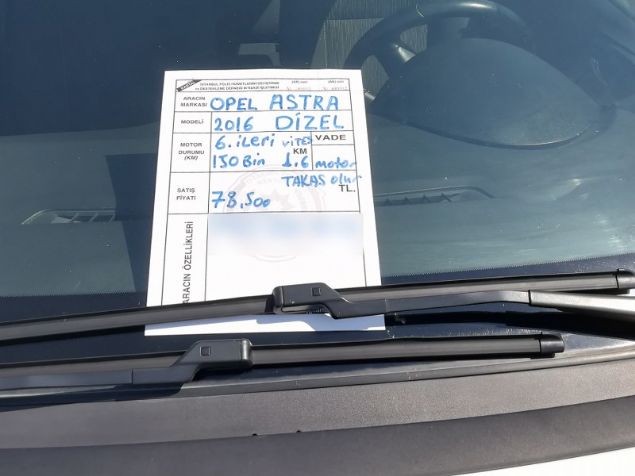 ARACIN MARKASI OPEL ASTRA
MODELİ 2016 DİZEL
MOTOR DURUMU (KM) 6. iLERi viTES VADE
150 Bin KM 1.6 motor
TAKAS olur
SATIŞ FİYATI 78,500 TL.
ARACIN ÖZELLİKLERİ